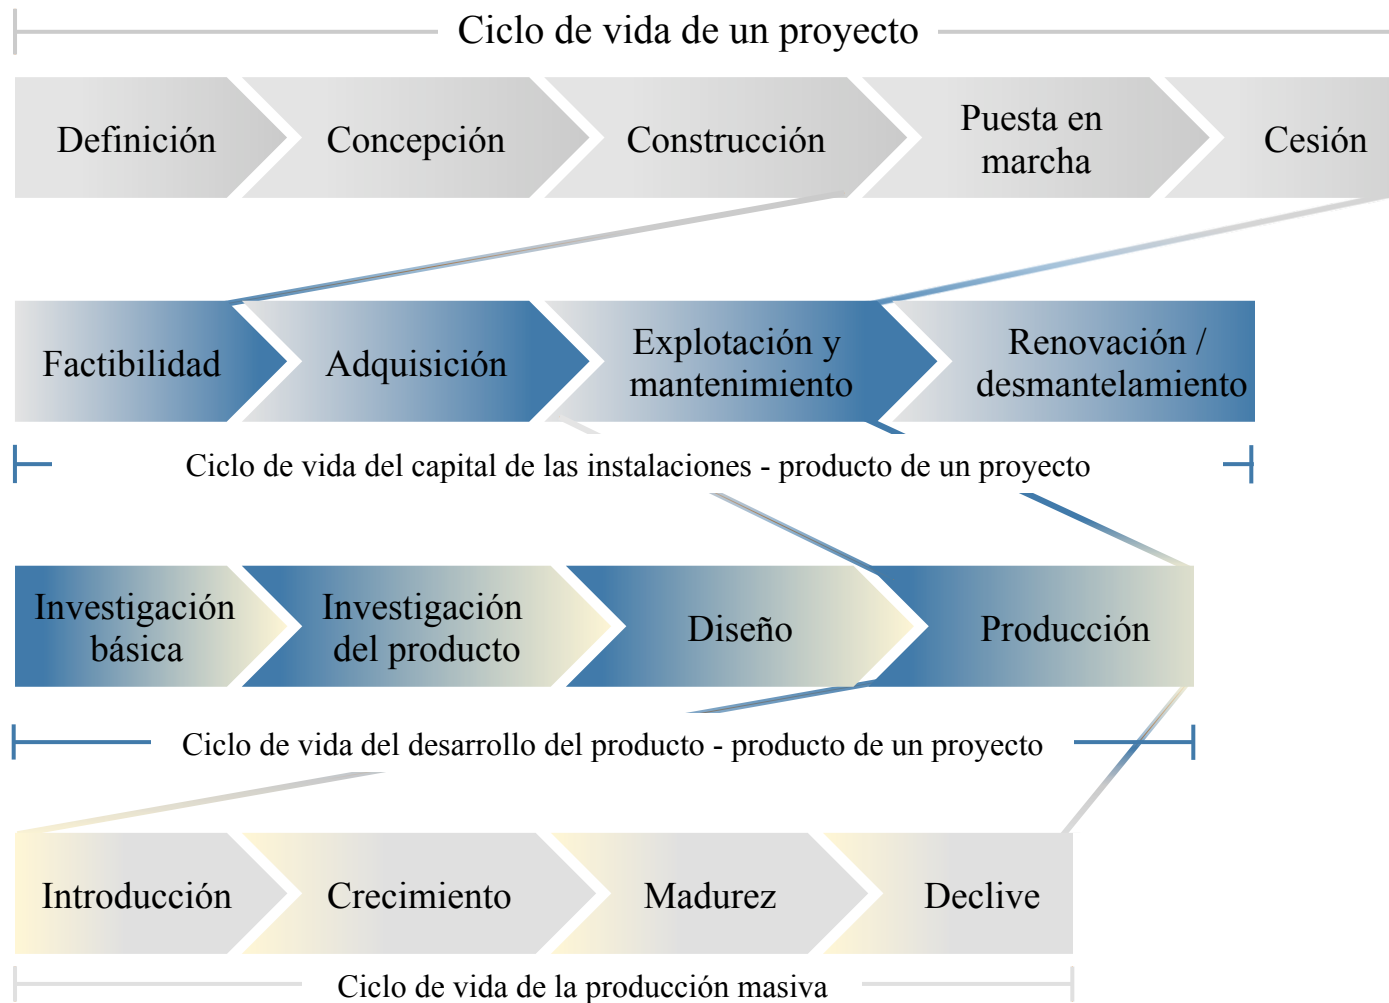 Ciclo de vida de un proyecto
Definición
Concepción
Construcción
Puesta en
marcha
Cesión
Factibilidad
Adquisición
Explotación y
mantenimiento
Renovación /
desmantelamiento
Ciclo de vida del capital de las instalaciones - producto de un proyecto
Investigación
básica
Investigación
del producto
Diseño
Producción
Ciclo de vida del desarrollo del producto - producto de un proyecto
Introducción
Crecimiento
Madurez
Declive
Ciclo de vida de la producción masiva